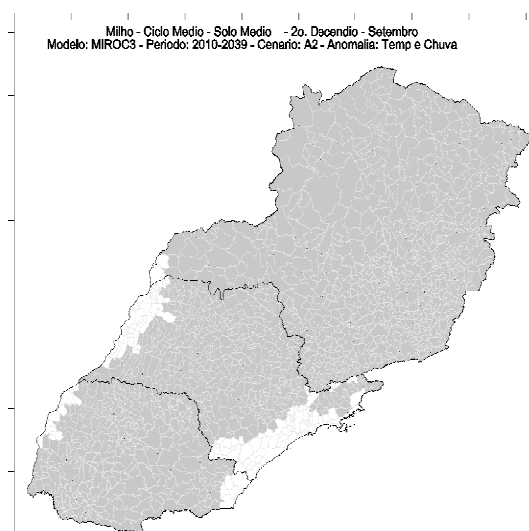 Milho - Ciclo Medio - Solo Medio - 2o. Decendio - Setembro
Modelo: MIROC3 - Periodo: 2010-2039 - Cenario: A2 - Anomalia: Temp e Chuva